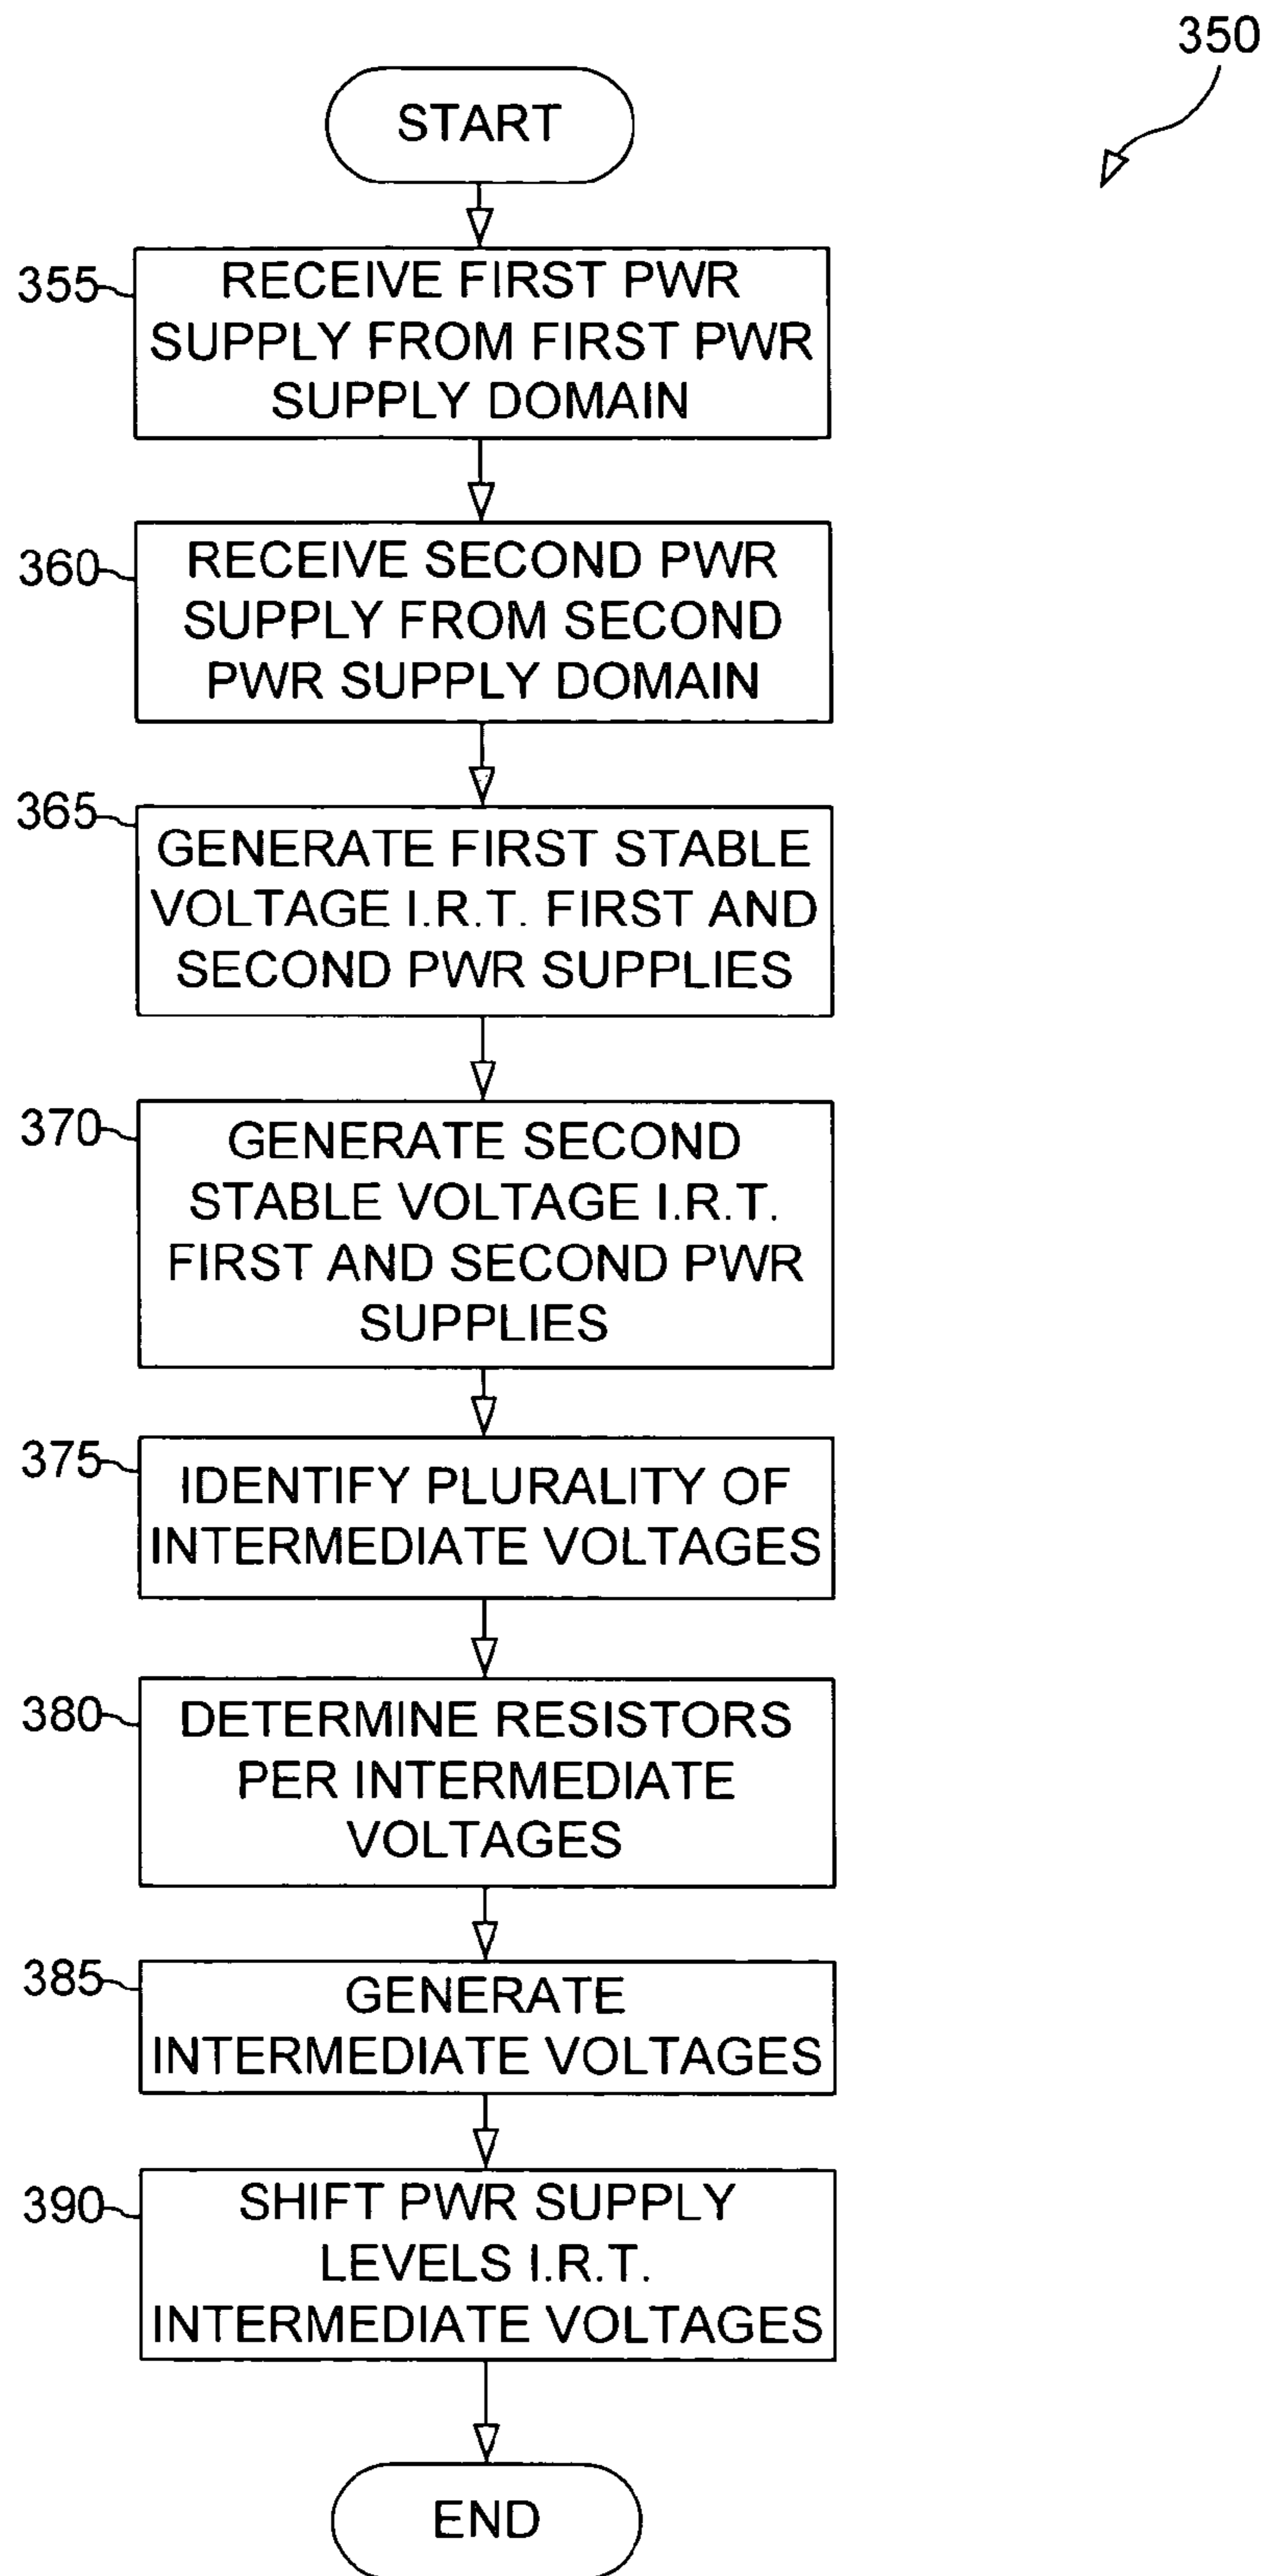 350
START
355
RECEIVE FIRST PWR
SUPPLY FROM FIRST PWR
SUPPLY DOMAIN
360
RECEIVE SECOND PWR
SUPPLY FROM SECOND
PWR SUPPLY DOMAIN
365
GENERATE FIRST STABLE
VOLTAGE I.R.T. FIRST AND
SECOND PWR SUPPLIES
370
GENERATE SECOND
STABLE VOLTAGE I.R.T.
FIRST AND SECOND PWR
SUPPLIES
375
IDENTIFY PLURALITY OF
INTERMEDIATE VOLTAGES
380
DETERMINE RESISTORS
PER INTERMEDIATE
VOLTAGES
385
GENERATE
INTERMEDIATE VOLTAGES
390
SHIFT PWR SUPPLY
LEVELS I.R.T.
INTERMEDIATE VOLTAGES
END